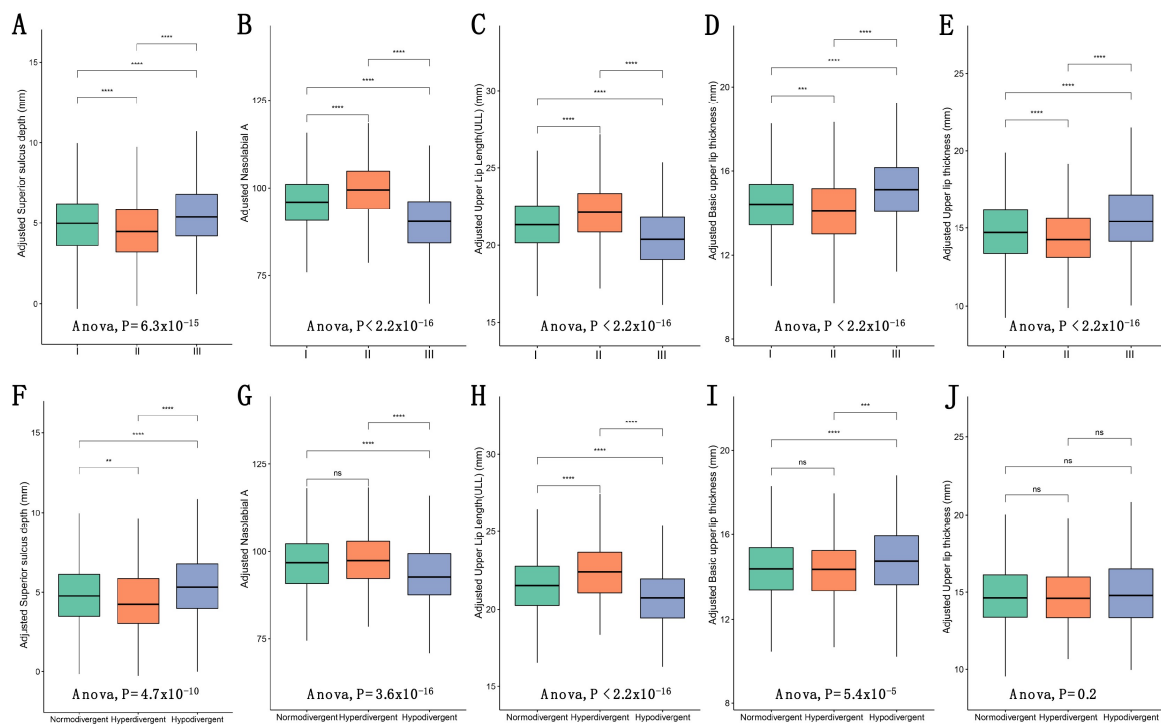 A
Adjusted Superior sulcus depth (mm)
15
10
5
0
****
****
****
Anova, P=6.3x10⁻¹⁵
I II III
B
Adjusted Nasolabial A
125
100
75
****
****
****
Anova, P<2.2x10⁻¹⁶
I II III
C
Adjusted Upper Lip Length(ULL) (mm)
30
25
20
15
****
****
****
Anova, P<2.2x10⁻¹⁶
I II III
D
Adjusted Basic upper lip thickness (mm)
20
16
12
8
****
****
***
Anova, P<2.2x10⁻¹⁶
I II III
E
Adjusted Upper lip thickness (mm)
25
20
15
10
****
****
****
Anova, P<2.2x10⁻¹⁶
I II III
F
Adjusted Superior sulcus depth (mm)
15
10
5
0
****
****
**
Anova, P=4.7x10⁻¹⁰
Normodivergent Hyperdivergent Hypodivergent
G
Adjusted Nasolabial A
125
100
75
****
****
ns
Anova, P=3.6x10⁻¹⁶
Normodivergent Hyperdivergent Hypodivergent
H
Adjusted Upper Lip Length(ULL) (mm)
30
25
20
15
****
****
****
Anova, P<2.2x10⁻¹⁶
Normodivergent Hyperdivergent Hypodivergent
I
Adjusted Basic upper lip thickness (mm)
20
16
12
8
***
****
ns
Anova, P=5.4x10⁻⁵
Normodivergent Hyperdivergent Hypodivergent
J
Adjusted Upper lip thickness (mm)
25
20
15
10
ns
ns
ns
Anova, P=0.2
Normodivergent Hyperdivergent Hypodivergent